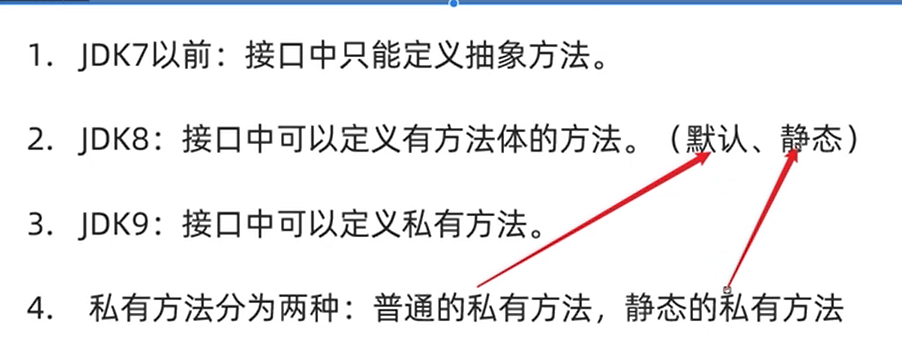 1. JDK7以前：接口中只能定义抽象方法。
2. JDK8：接口中可以定义有方法体的方法。（默认、静态）
3. JDK9：接口中可以定义私有方法。
4. 私有方法分为两种：普通的私有方法，静态的私有方法